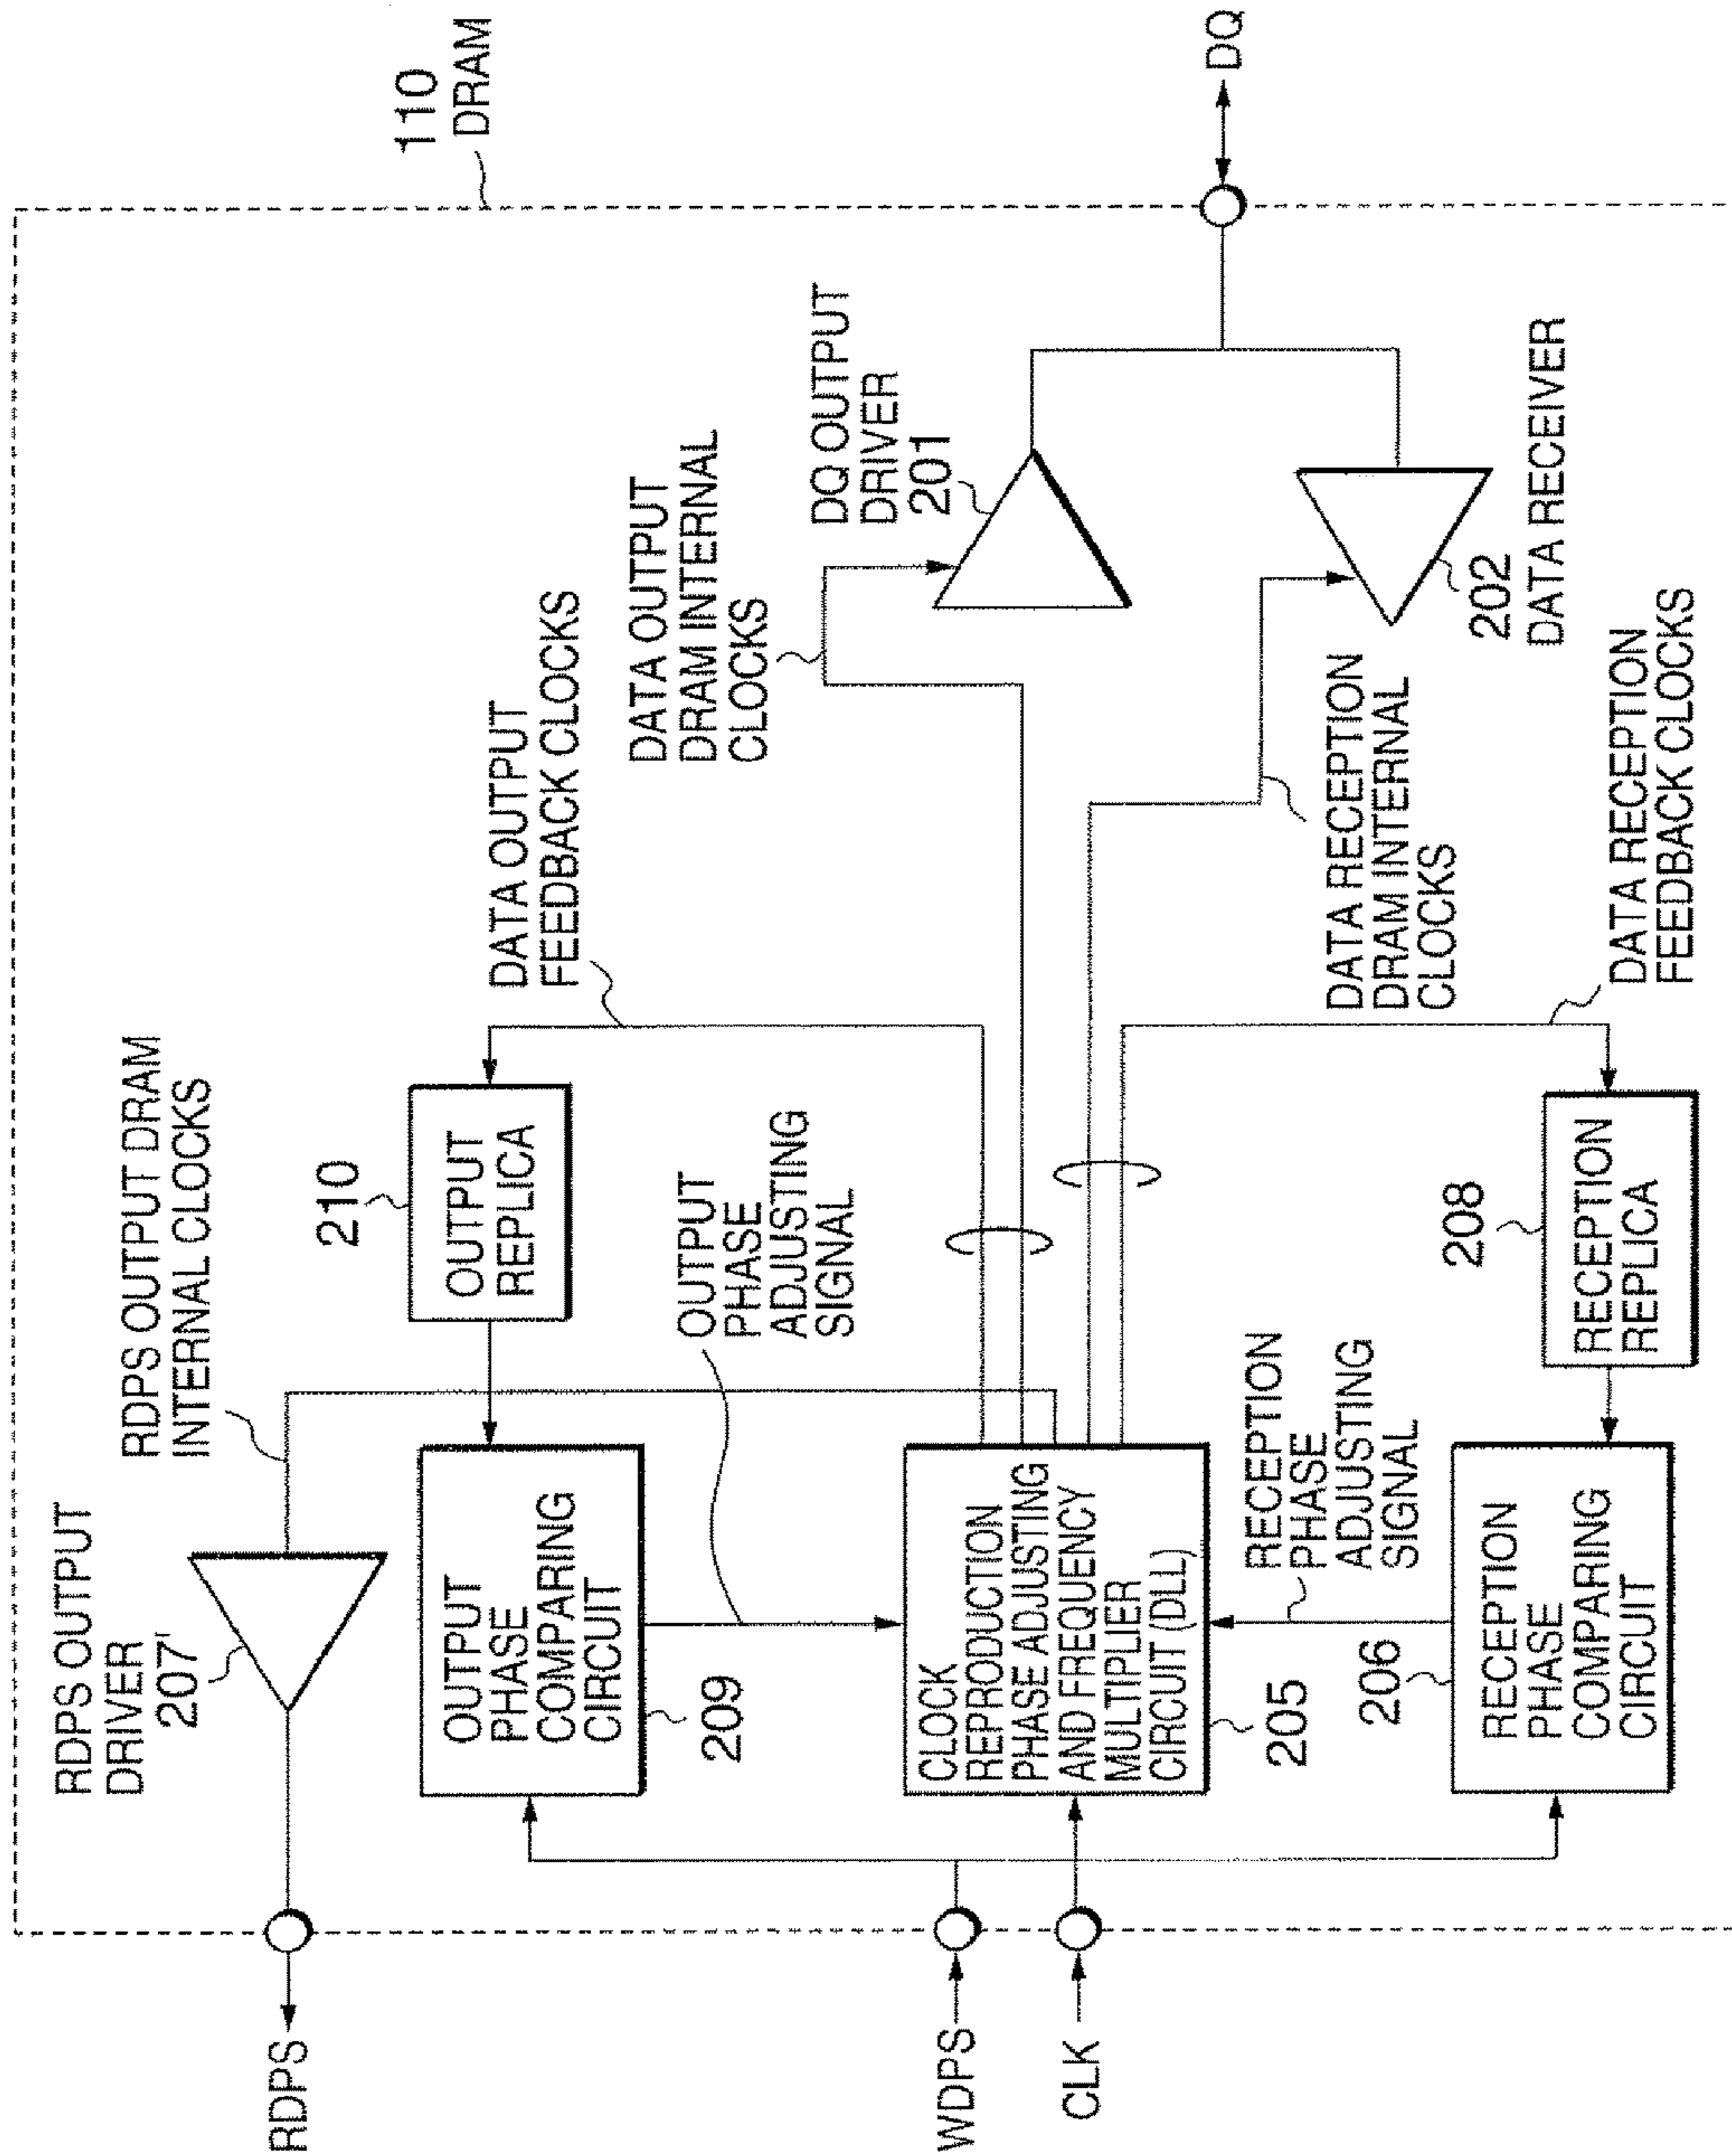 110
DRAM
RDPS
RDPS OUTPUT
DRIVER
207'
RDPS OUTPUT DRAM
INTERNAL CLOCKS
OUTPUT
PHASE
COMPARING
CIRCUIT
209
210
OUTPUT
REPLICA
DATA OUTPUT
FEEDBACK CLOCKS
OUTPUT
PHASE
ADJUSTING
SIGNAL
DATA OUTPUT
DRAM INTERNAL
CLOCKS
DQ OUTPUT
DRIVER
201
WDPS
CLK
CLOCK
REPRODUCTION
PHASE ADJUSTING
AND FREQUENCY
MULTIPLIER
CIRCUIT (DLL)
205
DQ
RECEPTION
PHASE
ADJUSTING
SIGNAL
DATA RECEPTION
DRAM INTERNAL
CLOCKS
202
DATA RECEIVER
206
RECEPTION
PHASE
COMPARING
CIRCUIT
208
RECEPTION
REPLICA
DATA RECEPTION
FEEDBACK CLOCKS